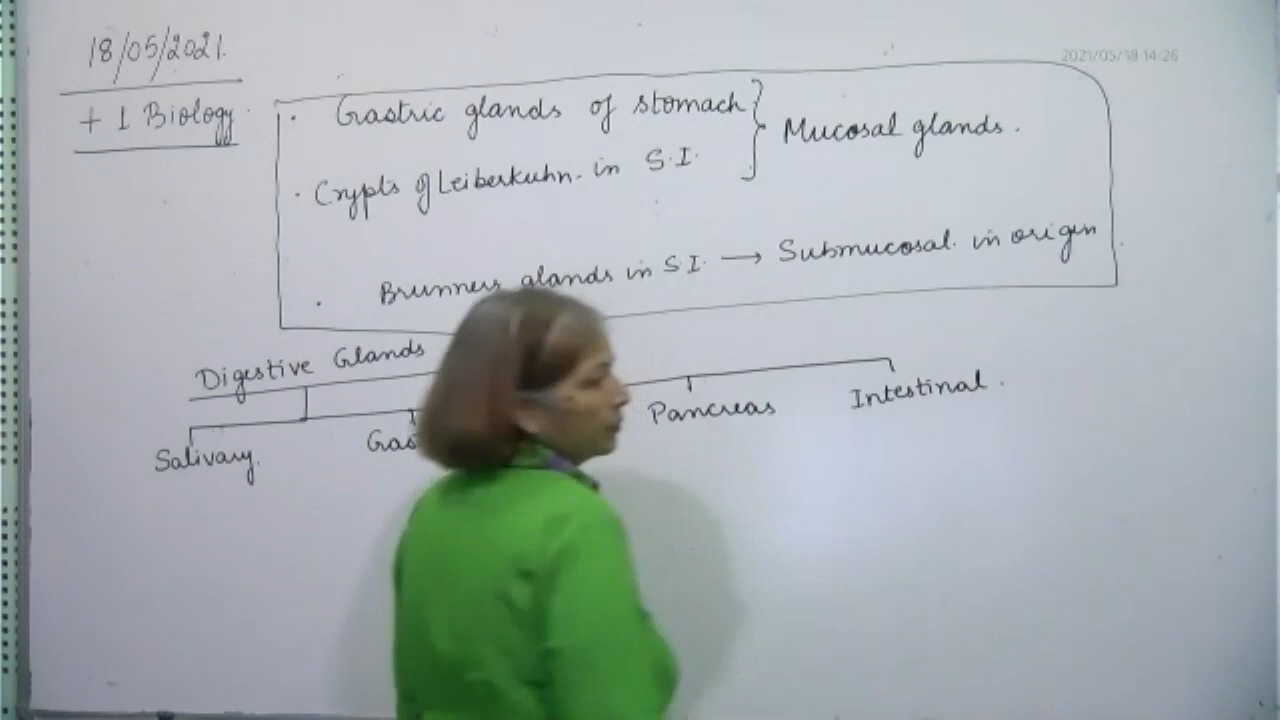 18/05/2021.
2021/05/18 14:26
+ 1 Biology.
. Gastric glands of stomach } Mucosal glands.
. Crypts of Leiberkuhn. in S.I.
. Brunners glands in S.I. → Submucosal. in origin
Digestive Glands
Salivary. Gas Pancreas Intestinal.